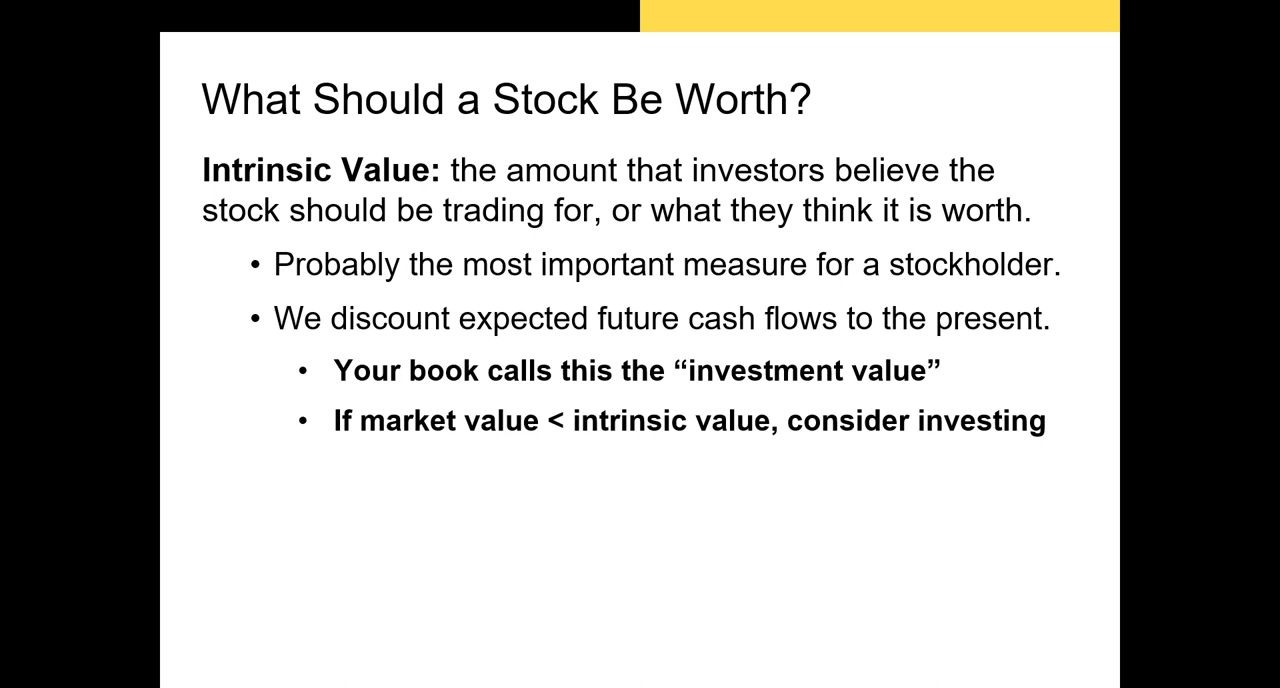 What Should a Stock Be Worth?
Intrinsic Value: the amount that investors believe the
stock should be trading for, or what they think it is worth.
• Probably the most important measure for a stockholder.
• We discount expected future cash flows to the present.
• Your book calls this the “investment value”
• If market value < intrinsic value, consider investing